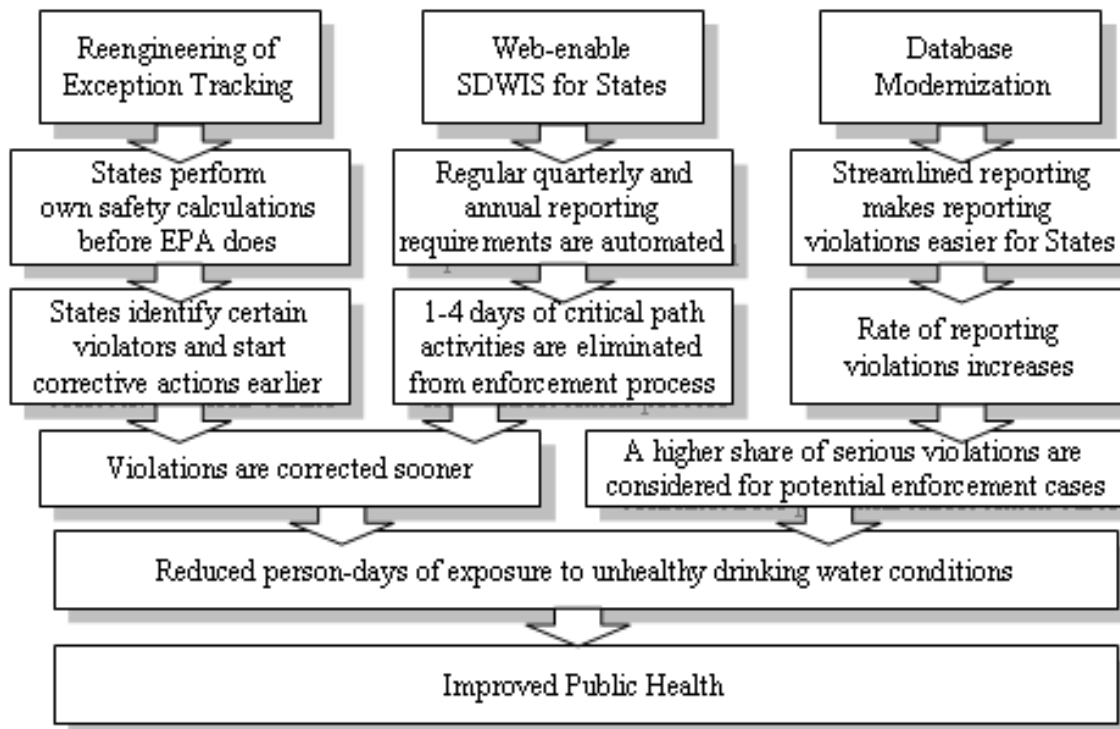 Reengineering of
Exception Tracking
Web-enable
SDWIS for States
Database
Modernization
States perform
own safety calculations
before EPA does
Regular quarterly and
annual reporting
requirements are automated
Streamlined reporting
makes reporting
violations easier for States
States identify certain
violators and start
corrective actions earlier
1-4 days of critical path
activities are eliminated
from enforcement process
Rate of reporting
violations increases
Violations are corrected sooner
A higher share of serious violations are
considered for potential enforcement cases
Reduced person-days of exposure to unhealthy drinking water conditions
Improved Public Health